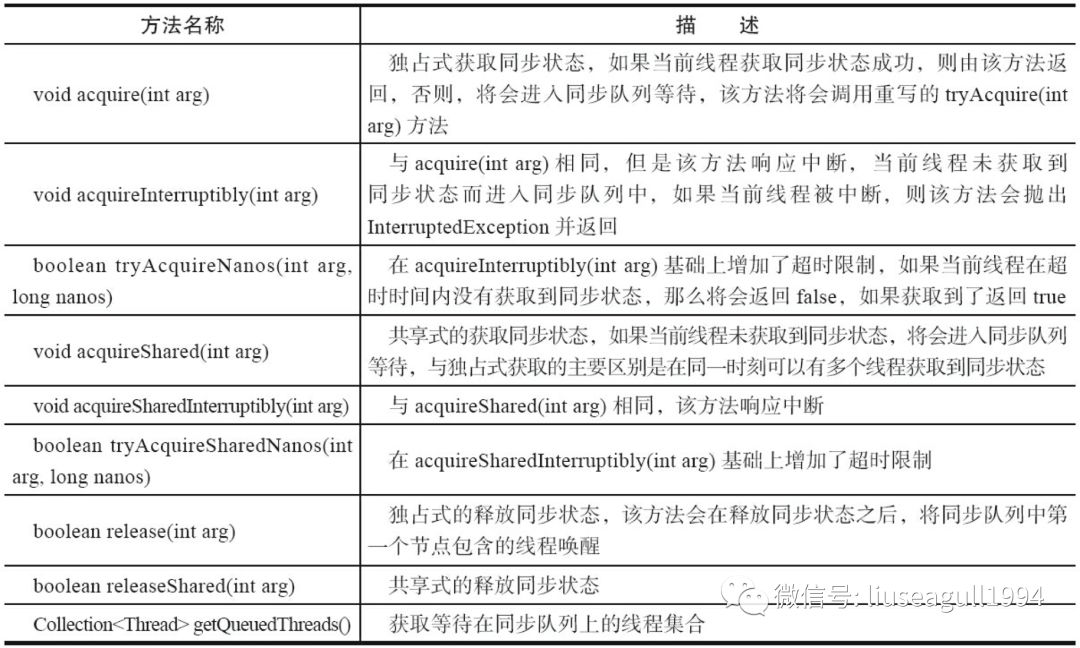 方法名称 描 述
void acquire(int arg)
独占式获取同步状态，如果当前线程获取同步状态成功，则由该方法返
回，否则，将会进入同步队列等待，该方法将会调用重写的 tryAcquire(int
arg) 方法
void acquireInterruptibly(int arg)
与 acquire(int arg) 相同，但是该方法响应中断，当前线程未获取到
同步状态而进入同步队列中，如果当前线程被中断，则该方法会抛出
InterruptedException 并返回
boolean tryAcquireNanos(int arg,
long nanos)
在 acquireInterruptibly(int arg) 基础上增加了超时限制，如果当前线程在超
时时间内没有获取到同步状态，那么将会返回 false，如果获取到了返回 true
void acquireShared(int arg)
共享式的获取同步状态，如果当前线程未获取到同步状态，将会进入同步队列
等待，与独占式获取的主要区别是在同一时刻可以有多个线程获取到同步状态
void acquireSharedInterruptibly(int arg)
与 acquireShared(int arg) 相同，该方法响应中断
boolean tryAcquireSharedNanos(int
arg, long nanos)
在 acquireSharedInterruptibly(int arg) 基础上增加了超时限制
boolean release(int arg)
独占式的释放同步状态，该方法会在释放同步状态之后，将同步队列中第
一个节点包含的线程唤醒
boolean releaseShared(int arg)
共享式的释放同步状态
Collection<Thread> getQueuedThreads()
获取等待在同步队列上的线程集合
微信号: liuseagull1994